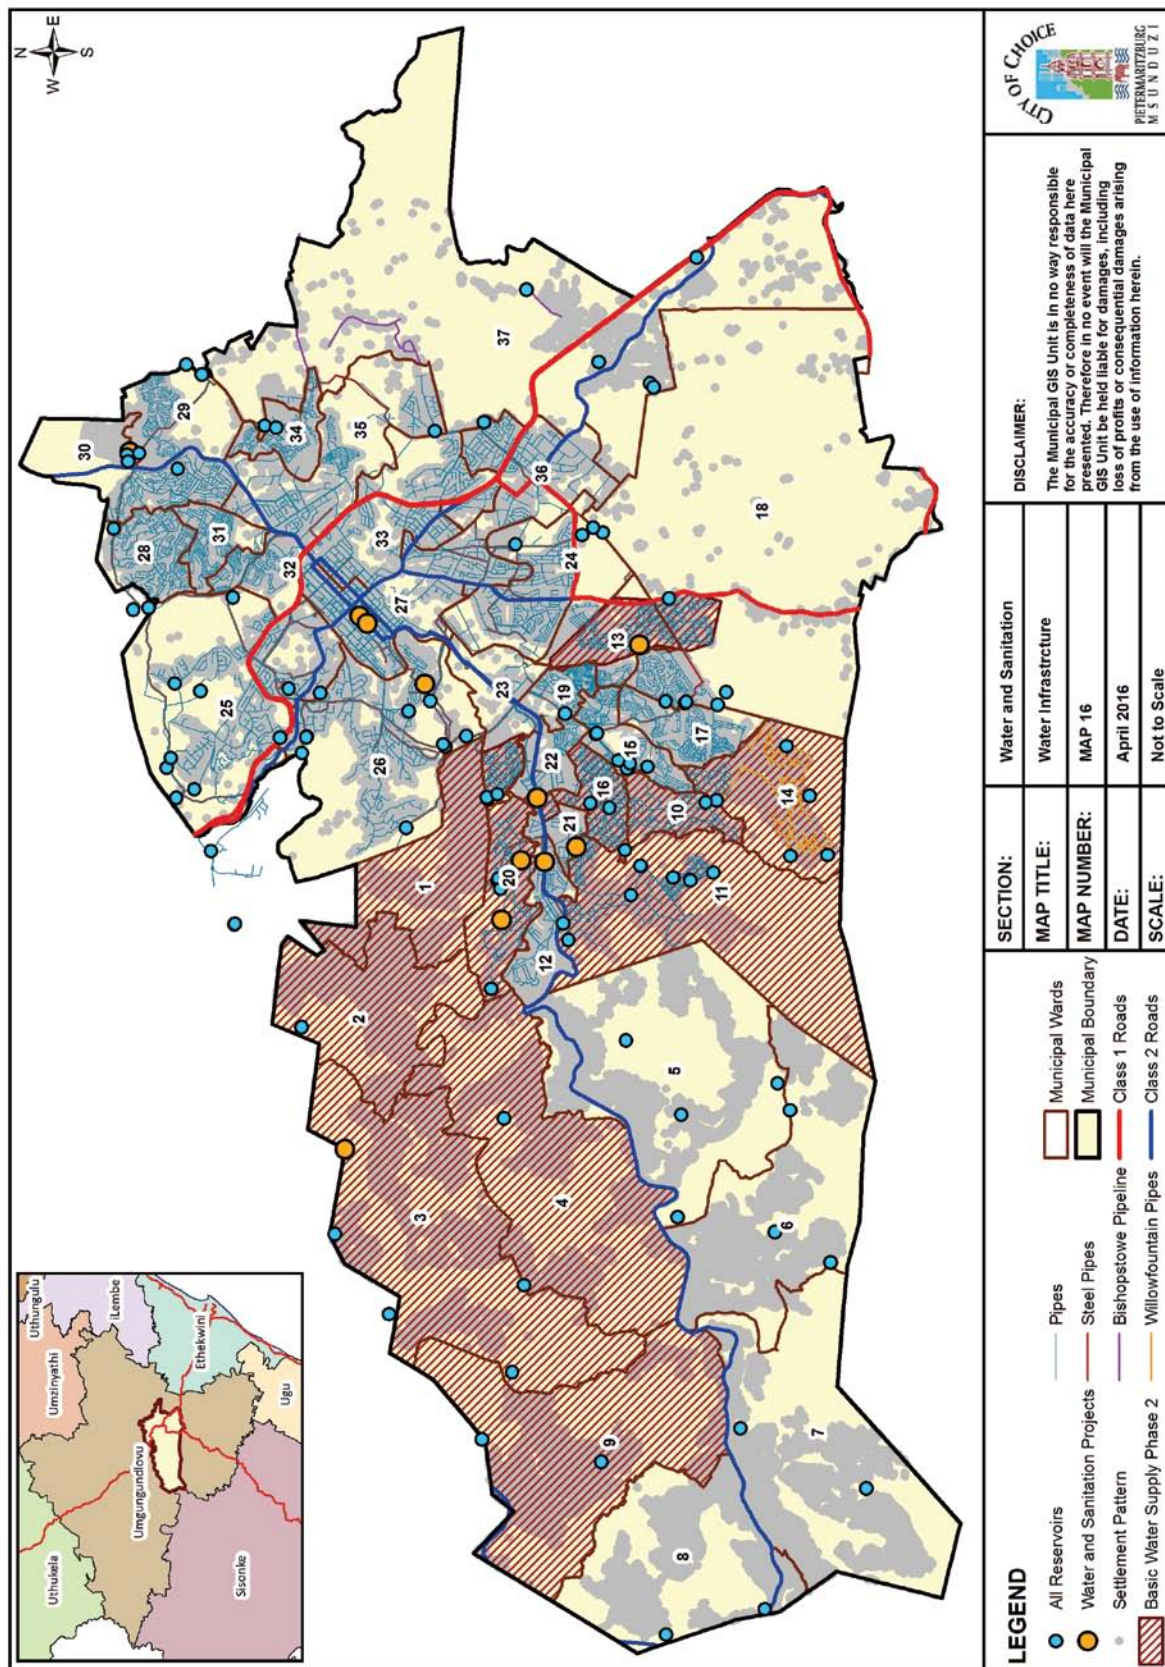 Uthukela
Umzinyathi
Uthungulu
iLembe
Umgungundlovu
Ethekwini
Sisonke
Ugu
N
W
E
S
1
2
3
4
5
6
7
8
9
10
11
12
13
14
15
16
17
18
19
20
21
22
23
24
25
26
27
28
29
30
31
32
33
34
35
36
37
LEGEND
All Reservoirs
Water and Sanitation Projects
Settlement Pattern
Basic Water Supply Phase 2
Pipes
Steel Pipes
Bishopstowe Pipeline
Willowfountain Pipes
Municipal Wards
Municipal Boundary
Class 1 Roads
Class 2 Roads
SECTION: Water and Sanitation
MAP TITLE: Water Infrastrcture
MAP NUMBER: MAP 16
DATE: April 2016
SCALE: Not to Scale
DISCLAIMER:
The Municipal GIS Unit is in no way responsible
for the accuracy or completeness of data here
presented. Therefore in no event will the Municipal
GIS Unit be held liable for damages, including
loss of profits or consequential damages arising
from the use of information herein.
CITY OF CHOICE
PIETERMARITZBURG
MSUNDUZI